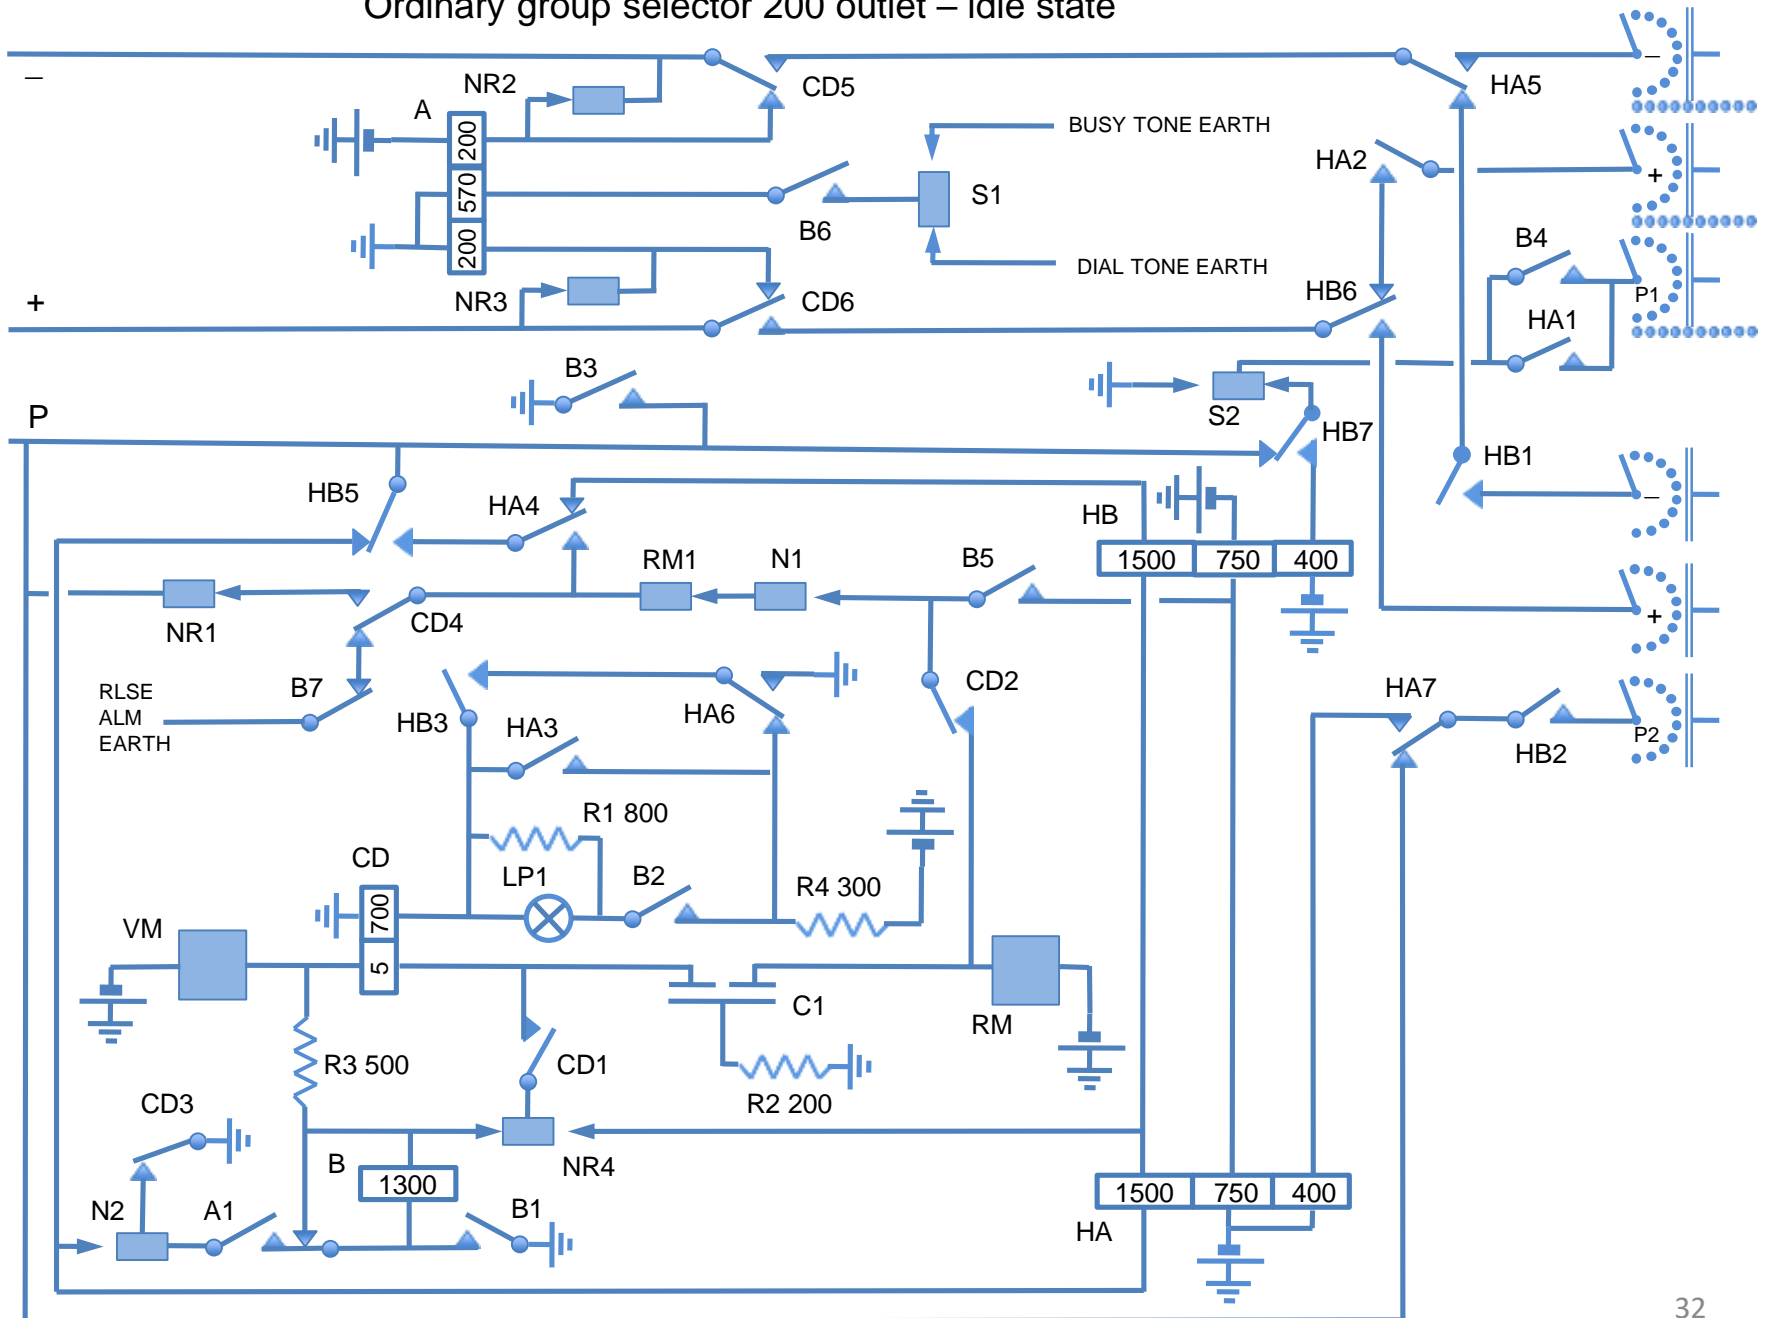 Ordinary group selector 200 outlet – idle state
–
NR2
CD5
HA5
–
A
200
BUSY TONE EARTH
570
S1
HA2
+
B6
200
B4
DIAL TONE EARTH
NR3
CD6
HB6
P1
+
HA1
B3
S2
P
HB7
HB1
HB5
HA4
HB
–
1500
750
400
RM1
N1
B5
NR1
CD4
+
RLSE
ALM
EARTH
B7
HB3
HA3
HA6
CD2
HA7
P2
HB2
R1 800
CD
LP1
B2
R4 300
VM
700
5
C1
RM
R3 500
CD1
R2 200
CD3
B
NR4
1300
1500
750
400
N2
A1
B1
HA
32